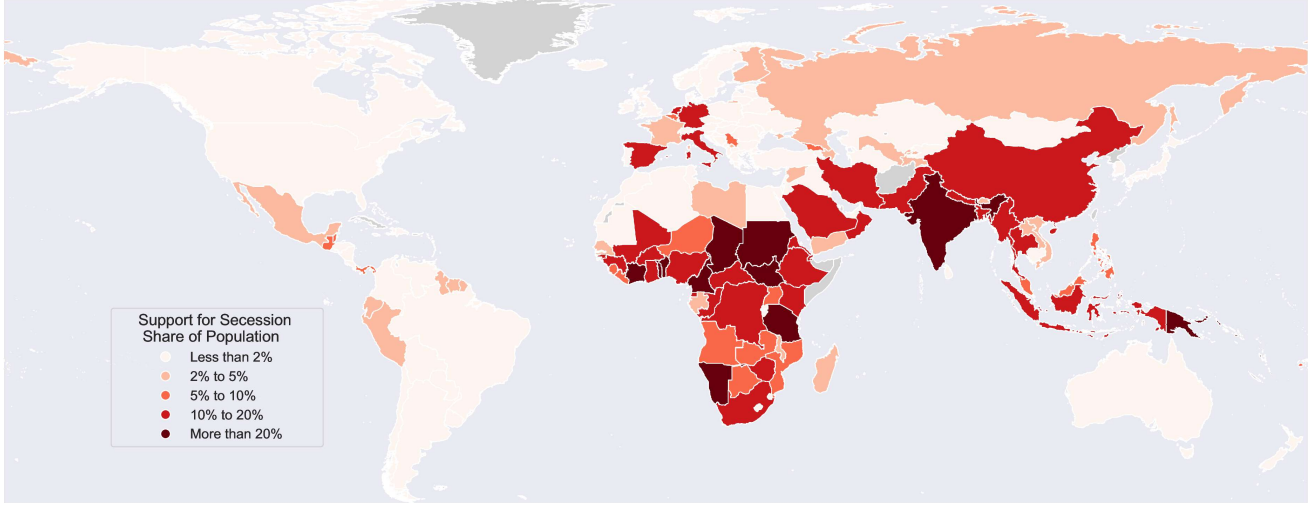 Support for Secession
Share of Population
Less than 2%
2% to 5%
5% to 10%
10% to 20%
More than 20%